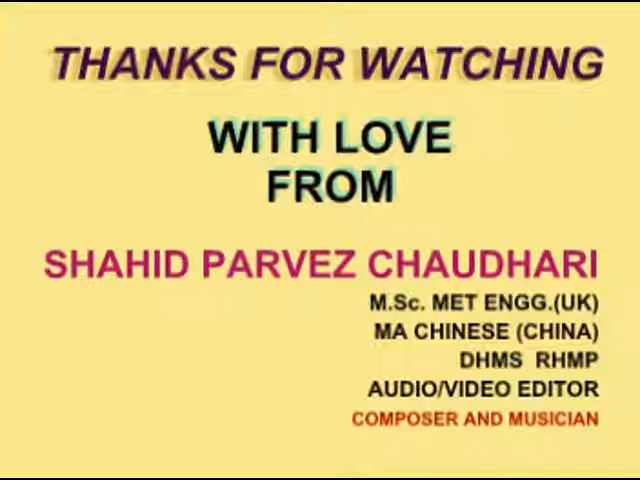 THANKS FOR WATCHING
WITH LOVE
FROM
SHAHID PARVEZ CHAUDHARI
M.Sc. MET ENGG.(UK)
MA CHINESE (CHINA)
DHMS RHMP
AUDIO/VIDEO EDITOR
COMPOSER AND MUSICIAN